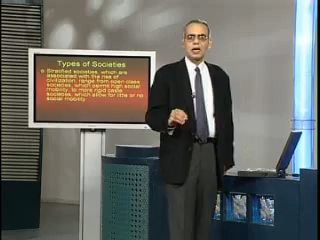 Types of Societies
Stratified societies, which are
associated with the rise of
civilization, range from open class
societies, which permit high social
mobility, to more rigid caste
societies, which allow for little or no
social mobility.